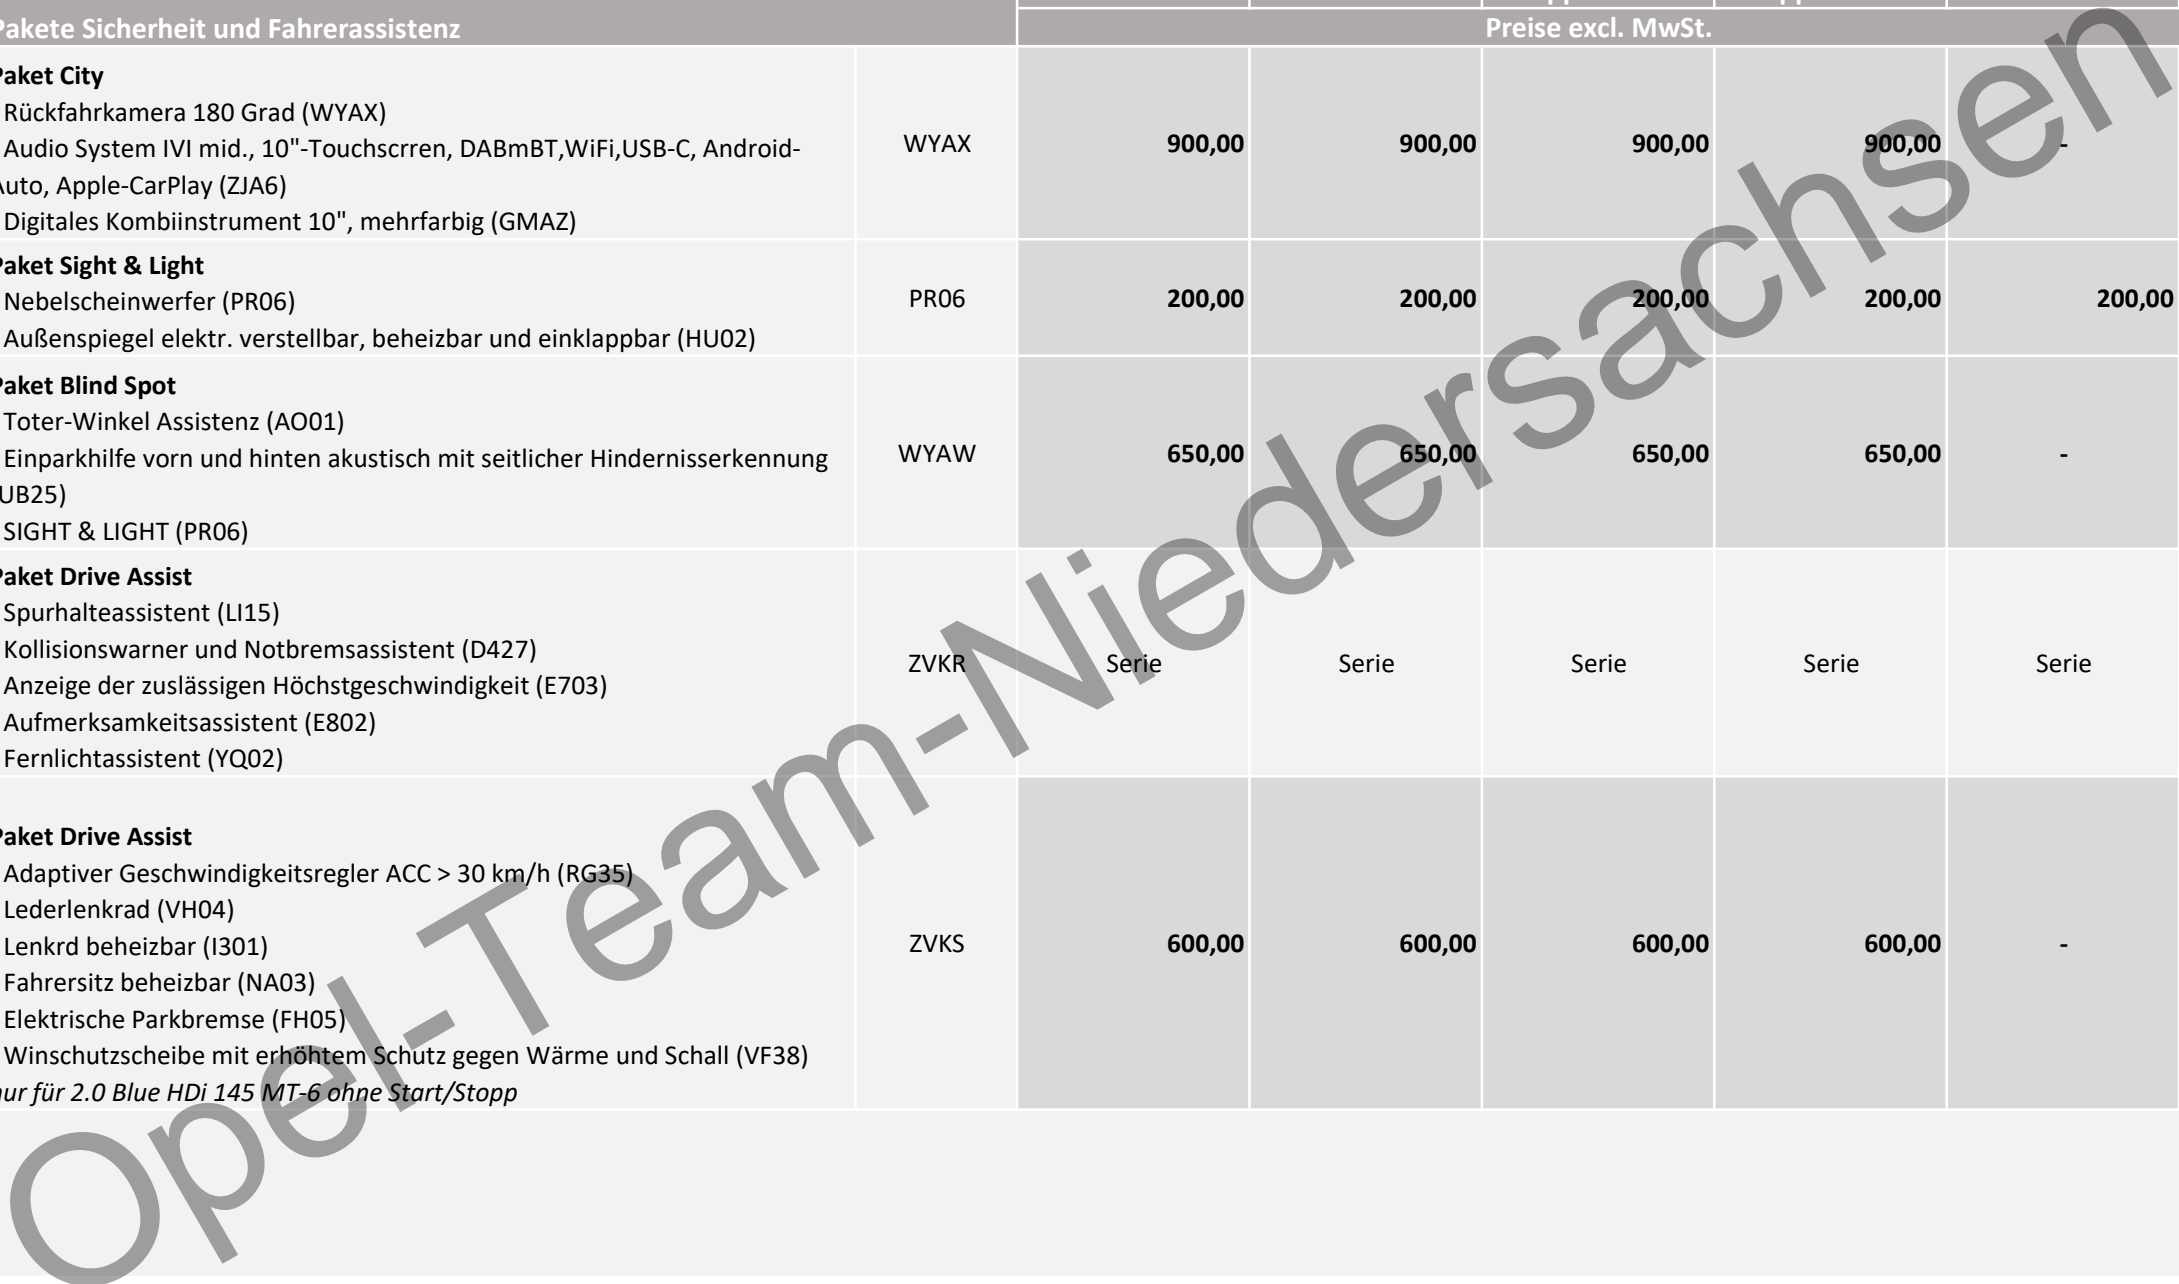 Pakete Sicherheit und Fahrerassistenz
Preise excl. MwSt.
Paket City
Rückfahrkamera 180 Grad (WYAX)
Audio System IVI mid., 10"-Touchscrren, DABmBT,WiFi,USB-C, Android-
Auto, Apple-CarPlay (ZJA6)
Digitales Kombiinstrument 10", mehrfarbig (GMAZ)
WYAX 900,00 900,00 900,00 900,00 -
Paket Sight & Light
Nebelscheinwerfer (PR06)
Außenspiegel elektr. verstellbar, beheizbar und einklappbar (HU02)
PR06 200,00 200,00 200,00 200,00 200,00
Paket Blind Spot
Toter-Winkel Assistenz (AO01)
Einparkhilfe vorn und hinten akustisch mit seitlicher Hindernisserkennung
UB25)
SIGHT & LIGHT (PR06)
WYAW 650,00 650,00 650,00 650,00 -
Paket Drive Assist
Spurhalteassistent (LI15)
Kollisionswarner und Notbremsassistent (D427)
Anzeige der zuslässigen Höchstgeschwindigkeit (E703)
Aufmerksamkeitsassistent (E802)
Fernlichtassistent (YQ02)
ZVKR Serie Serie Serie Serie Serie
Paket Drive Assist
Adaptiver Geschwindigkeitsregler ACC > 30 km/h (RG35)
Lederlenkrad (VH04)
Lenkrd beheizbar (I301)
Fahrersitz beheizbar (NA03)
Elektrische Parkbremse (FH05)
Winschutzscheibe mit erhöhtem Schutz gegen Wärme und Schall (VF38)
nur für 2.0 Blue HDi 145 MT-6 ohne Start/Stopp
ZVKS 600,00 600,00 600,00 600,00 -
Opel-Team-Niedersachsen